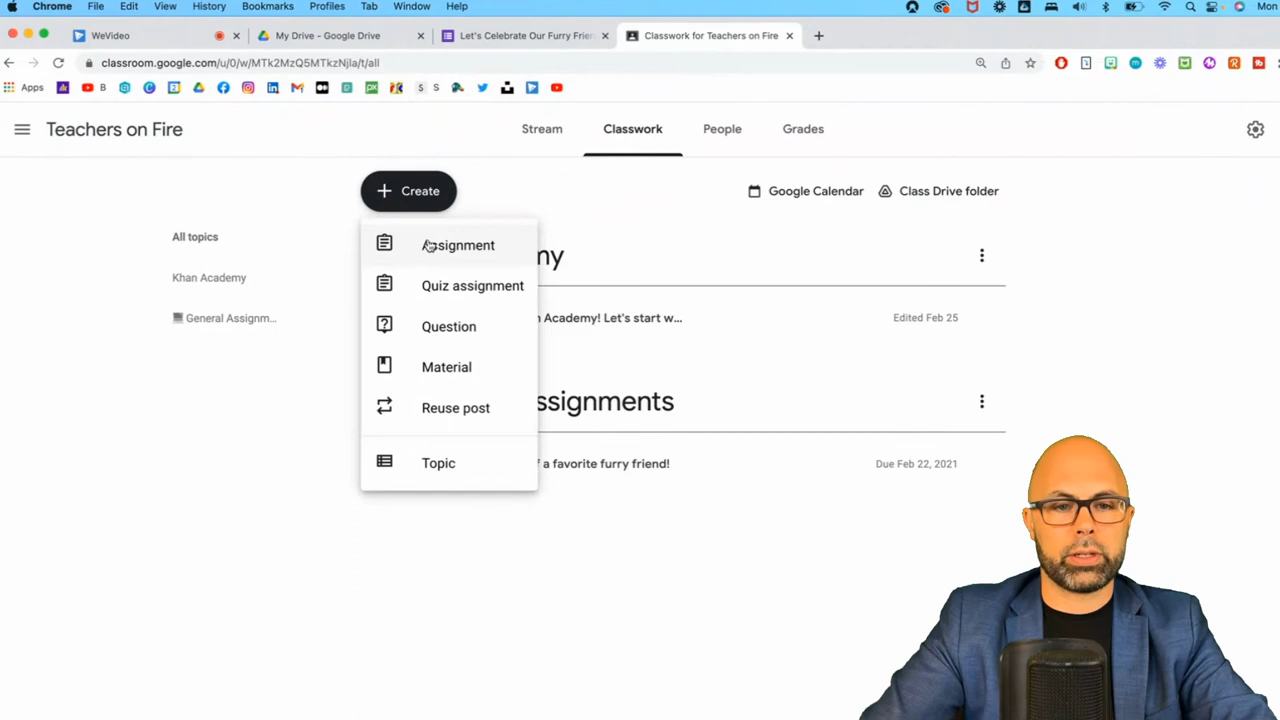 Chrome File Edit View History Bookmarks Profiles Tab Window Help Mon
WeVideo
My Drive - Google Drive
Let's Celebrate Our Furry Frien
Classwork for Teachers on Fire
classroom.google.com/u/0/w/MTk2MzQ5MTkzNjla/t/all
Apps B S
Teachers on Fire
Stream Classwork People Grades
+ Create
Google Calendar Class Drive folder
All topics
Khan Academy
General Assignm...
Assignment
Quiz assignment
Question
Material
Reuse post
Topic
my
n Academy! Let's start w... Edited Feb 25
ssignments
f a favorite furry friend! Due Feb 22, 2021